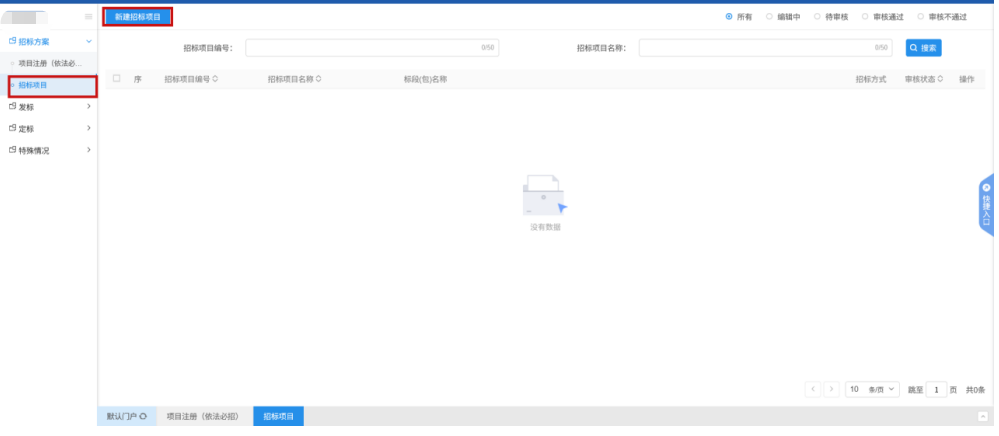 新建招标项目
所有 编辑中 待审核 审核通过 审核不通过
招标方案
项目注册（依法必...
招标项目
发标
定标
特殊情况
招标项目编号： 0/50 招标项目名称： 0/50 搜索
序 招标项目编号 招标项目名称 标段(包)名称 招标方式 审核状态 操作
没有数据
快捷入口
10 条/页 跳至 1 页 共0条
默认门户 项目注册（依法必招） 招标项目